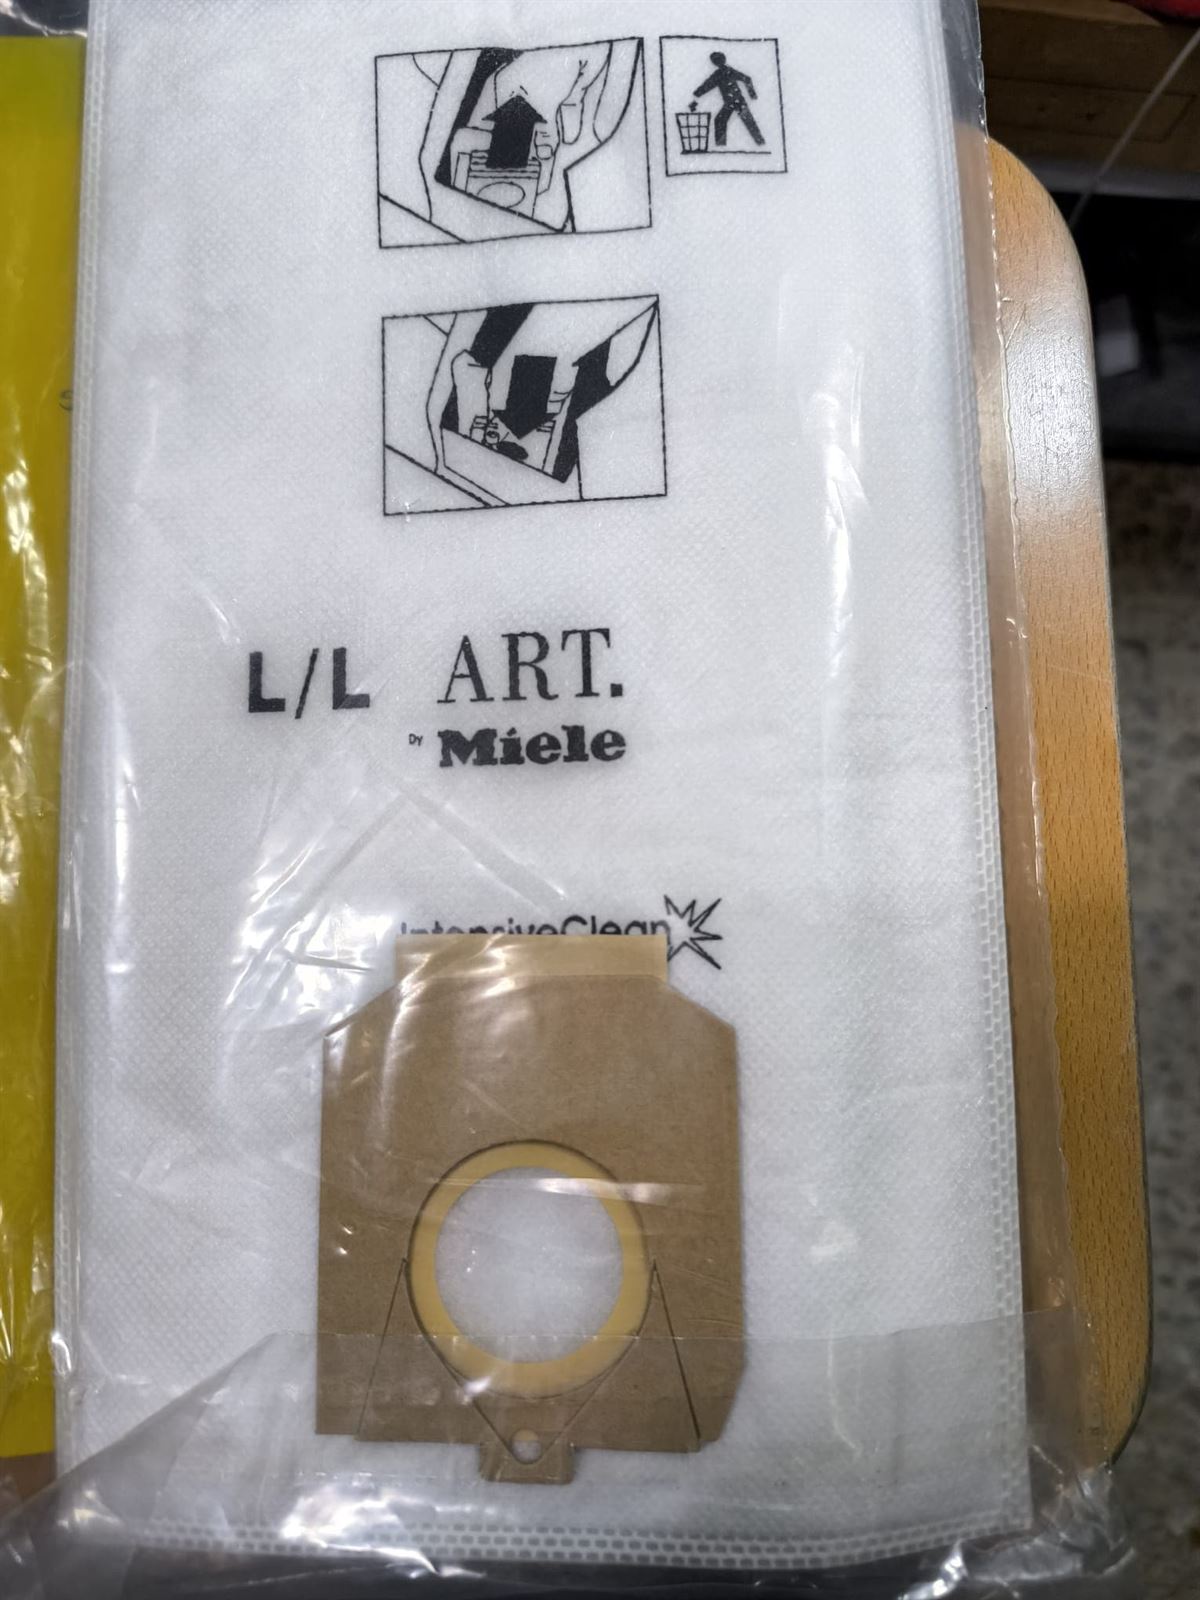 L/L ART.
By Miele
IntensiveClean